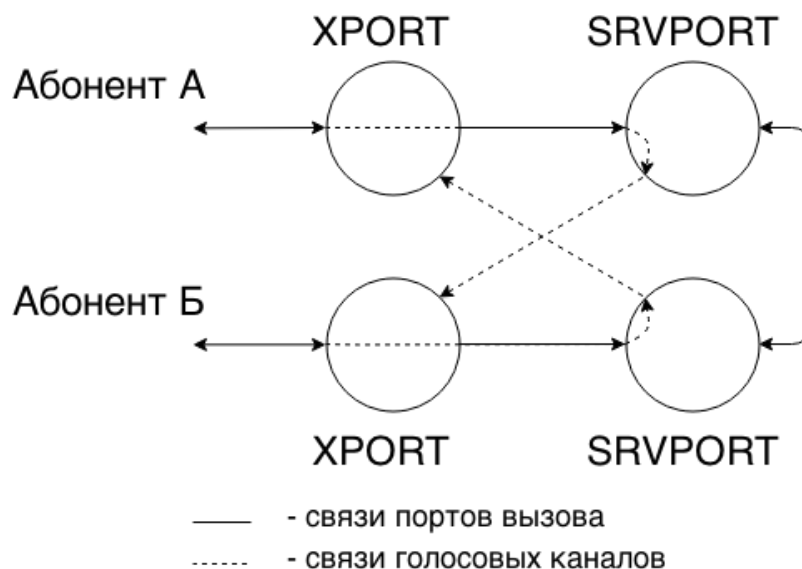 XPORT SRVPORT
Абонент А
Абонент Б
XPORT SRVPORT
- связи портов вызова
- связи голосовых каналов